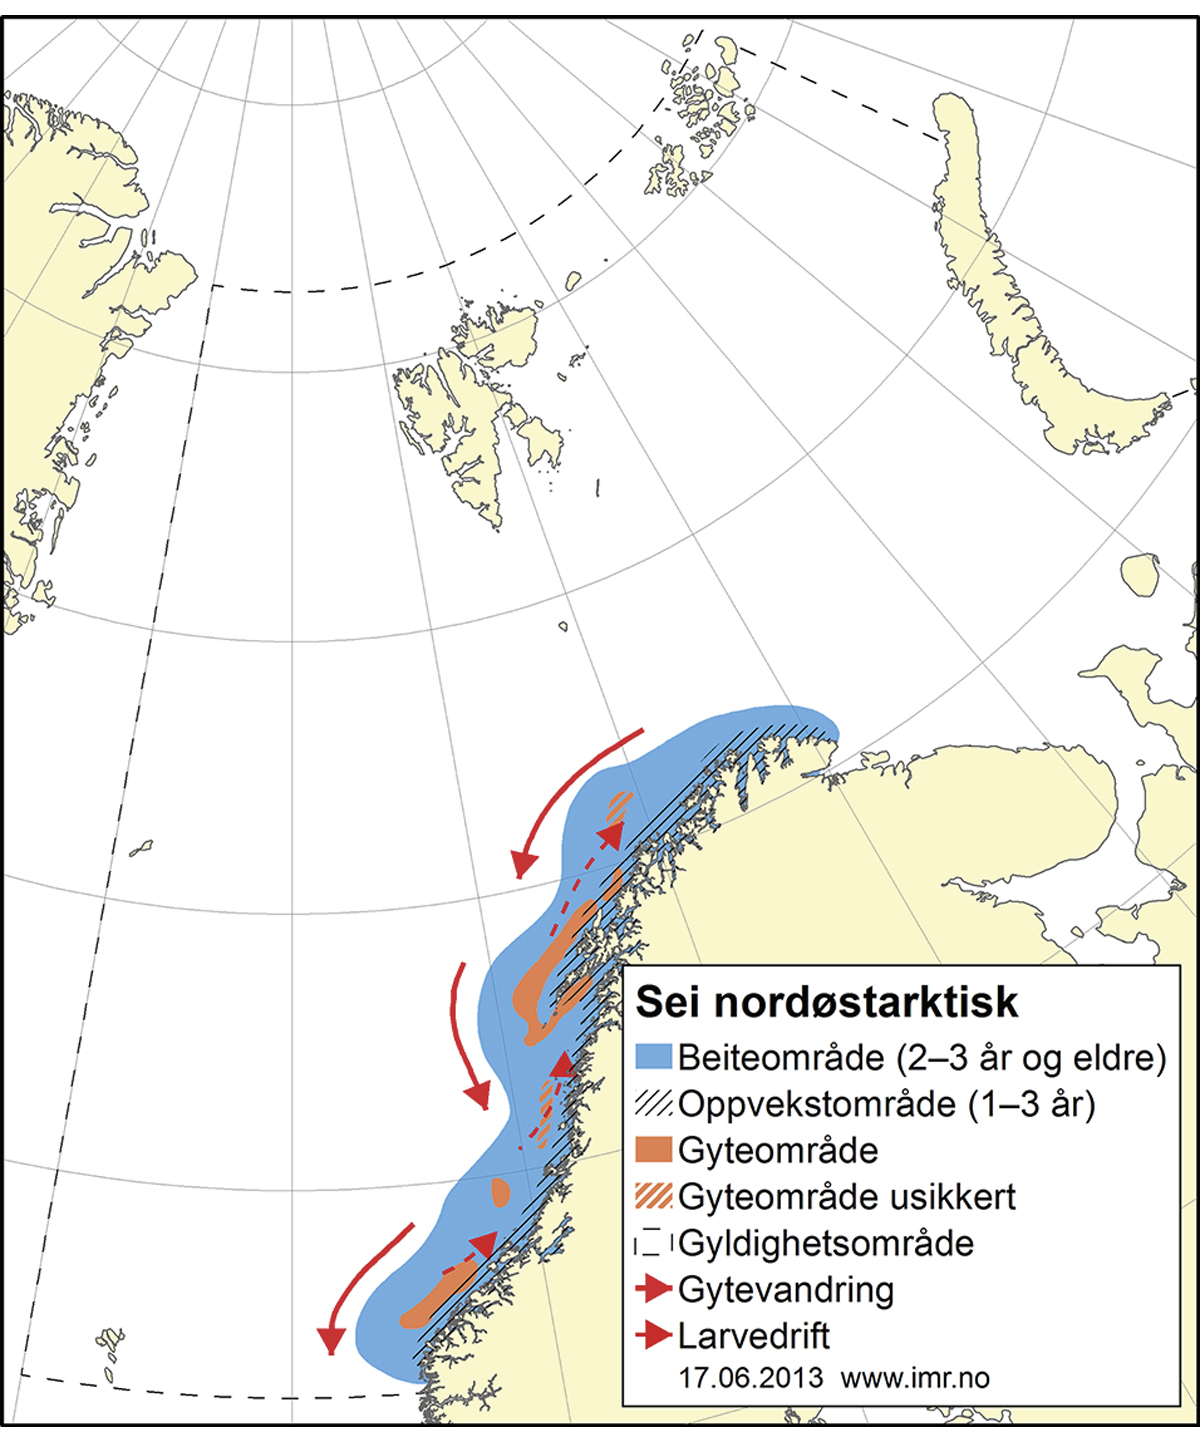 Sei nordøstarktisk
Beiteområde (2–3 år og eldre)
Oppvekstområde (1–3 år)
Gyteområde
Gyteområde usikkert
Gyldighetsområde
Gytevandring
Larvedrift
17.06.2013 www.imr.no